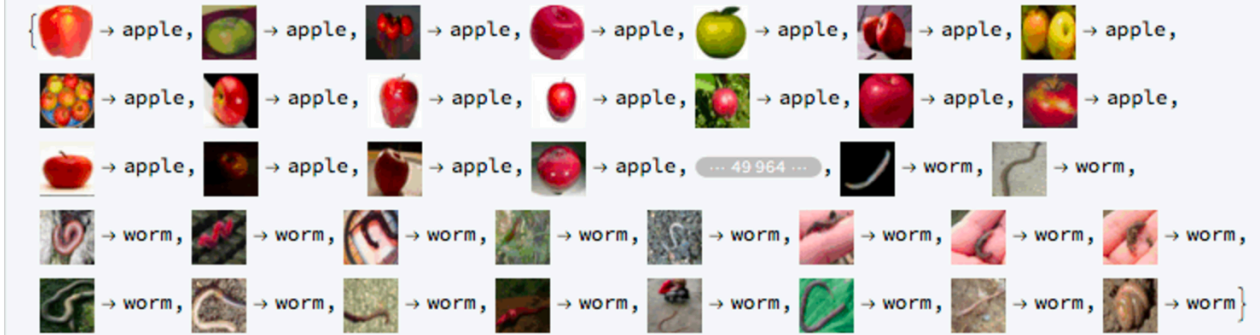 { → apple, → apple, → apple, → apple, → apple, → apple, → apple,
→ apple, → apple, → apple, → apple, → apple, → apple, → apple,
→ apple, → apple, → apple, → apple, ··· 49 964 ··· , → worm, → worm,
→ worm, → worm, → worm, → worm, → worm, → worm, → worm, → worm,
→ worm, → worm, → worm, → worm, → worm, → worm, → worm, → worm}